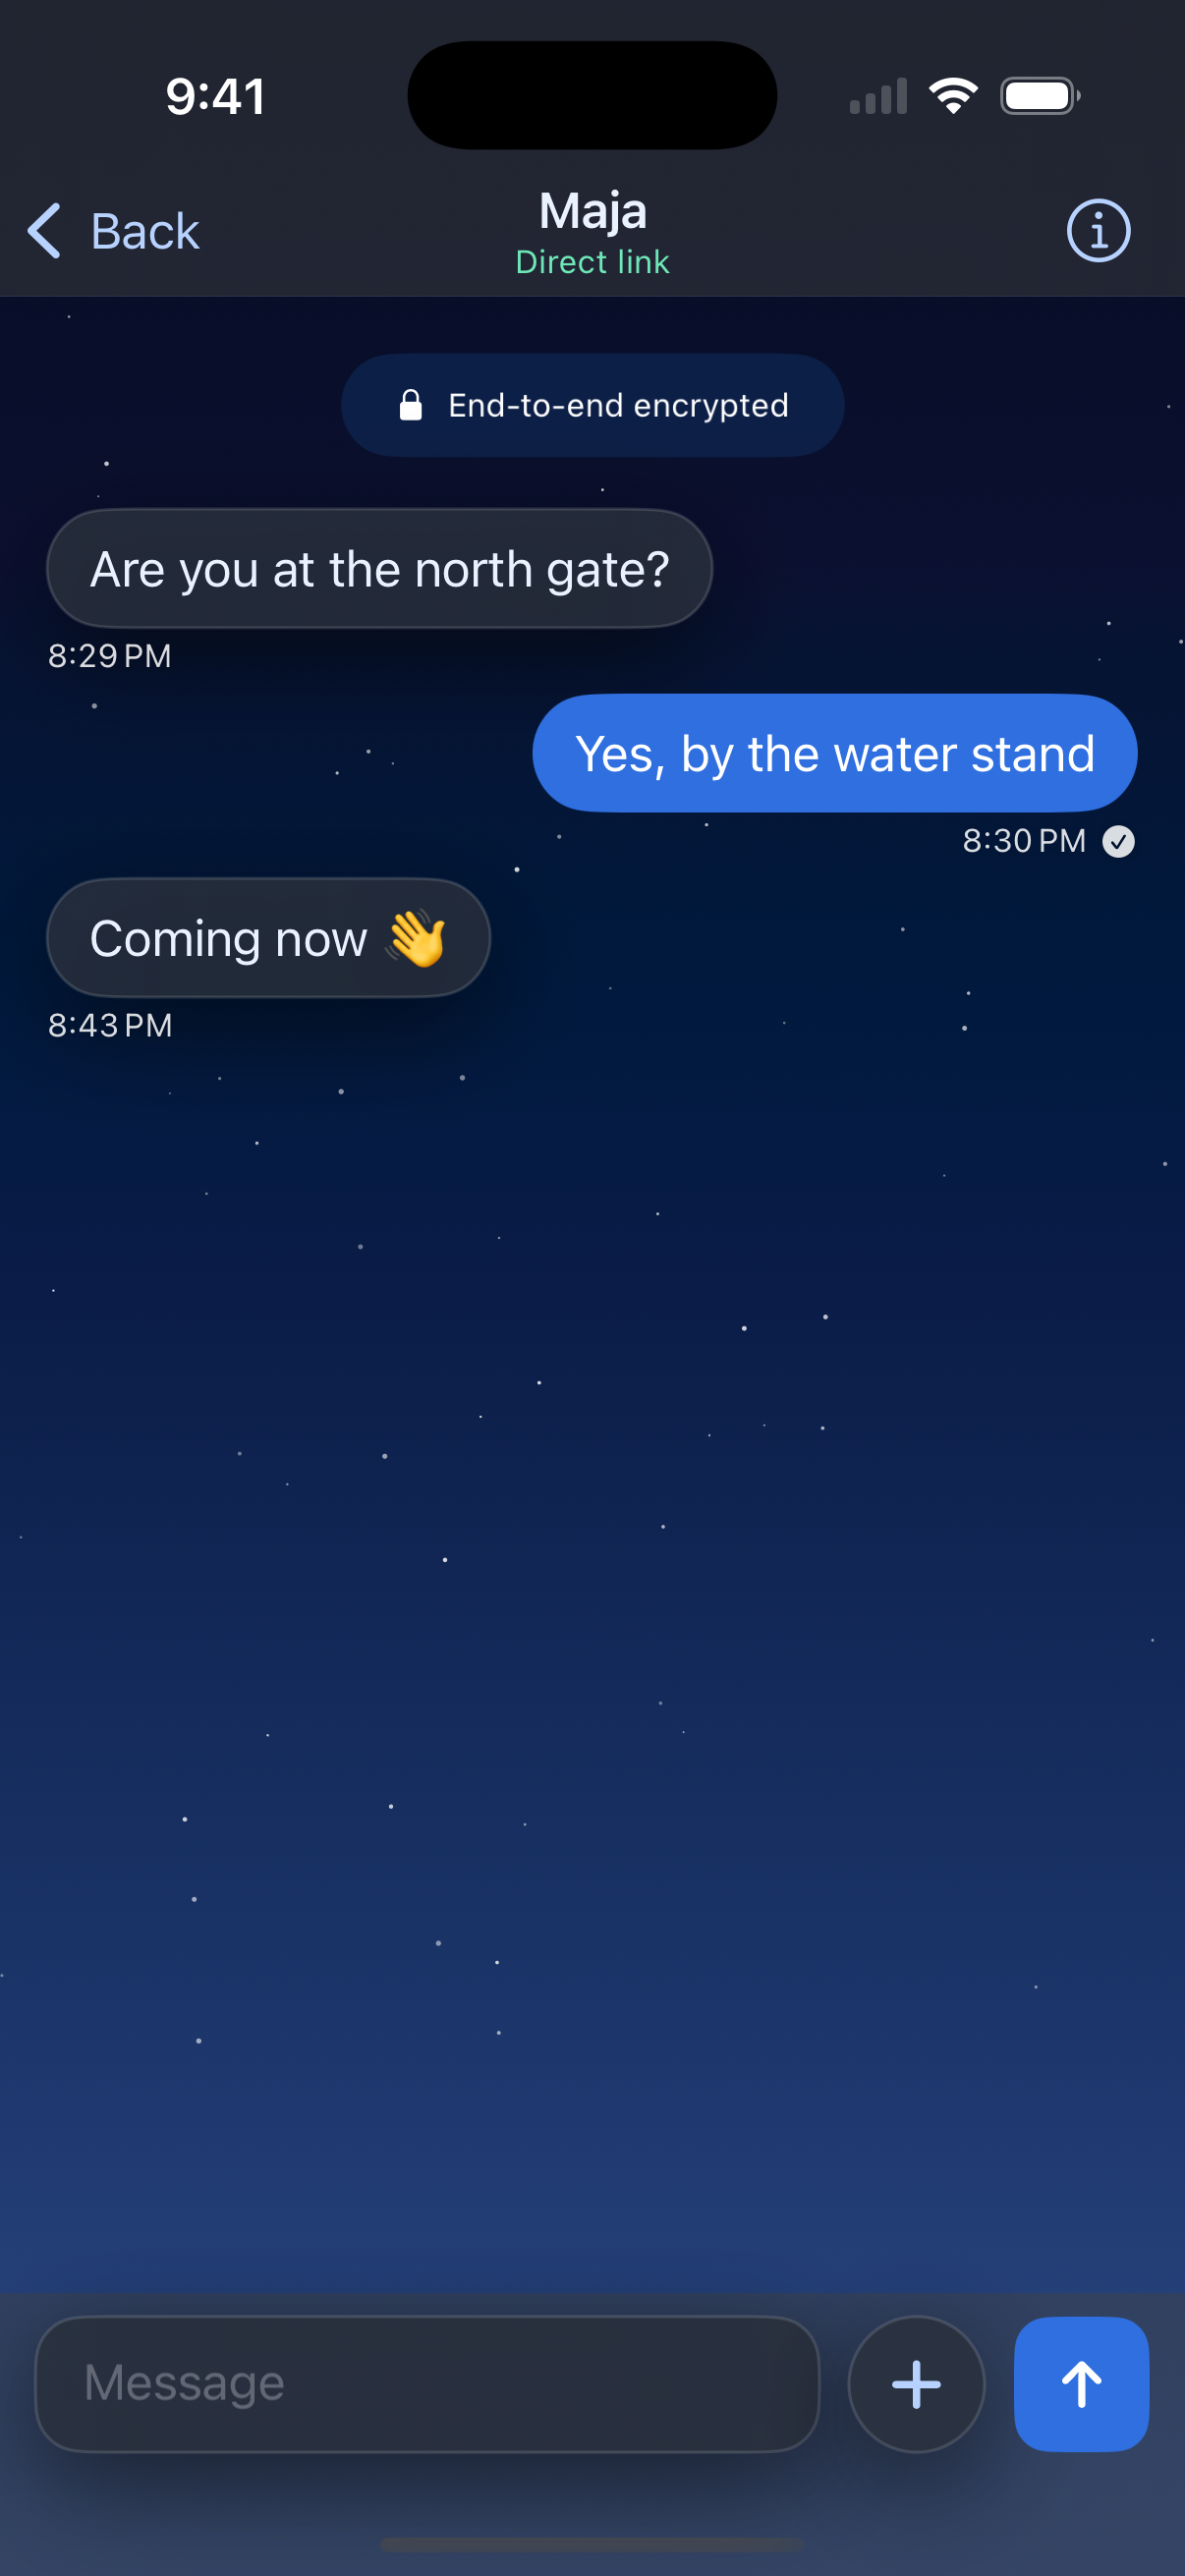 9:41
Back
Maja
Direct link
End-to-end encrypted
Are you at the north gate?
8:29 PM
Yes, by the water stand
8:30 PM
Coming now 👋
8:43 PM
Message